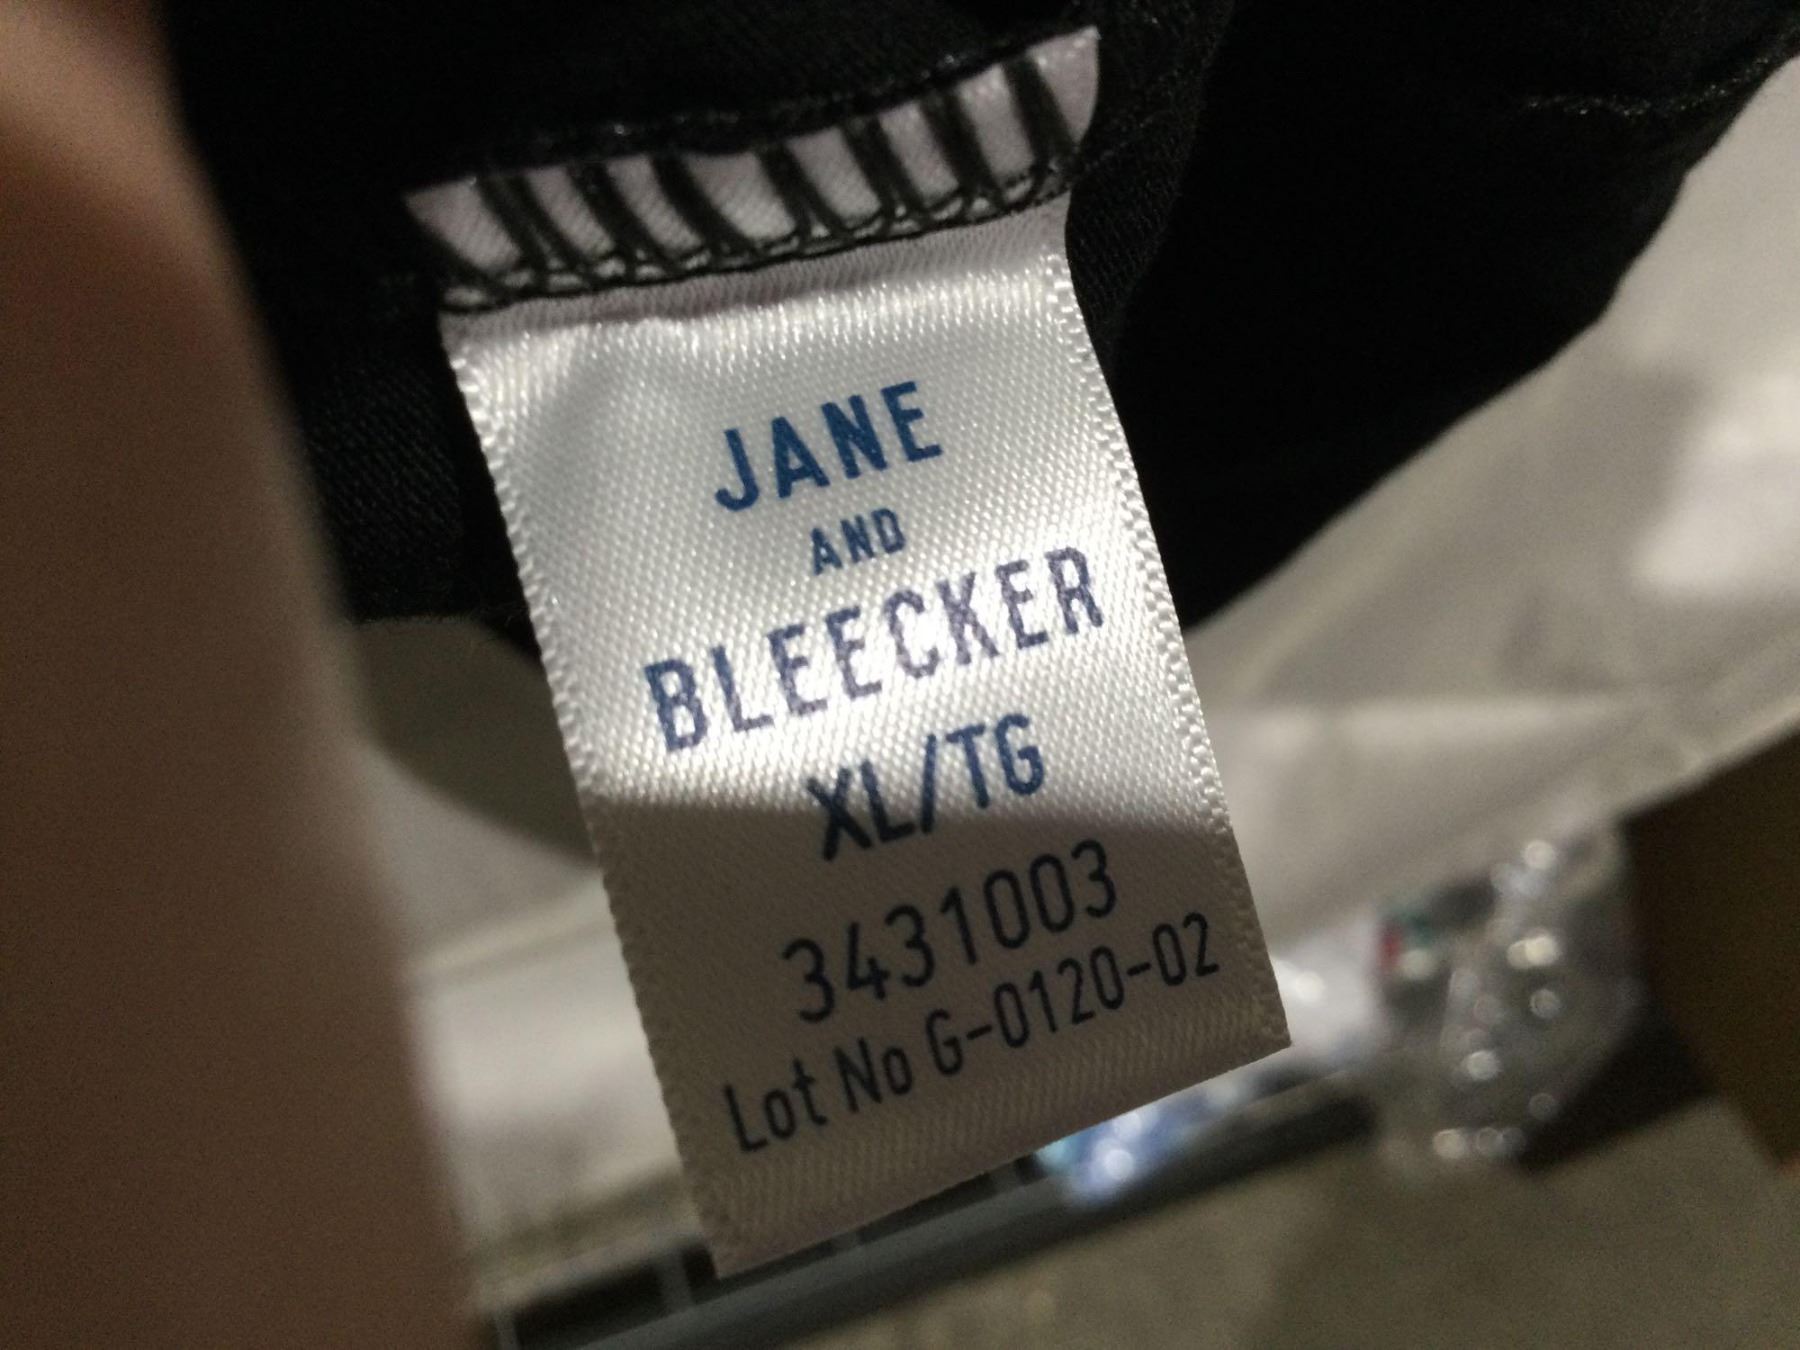 JANE
AND
BLEECKER
XL/TG
3431003
Lot No G-0120-02